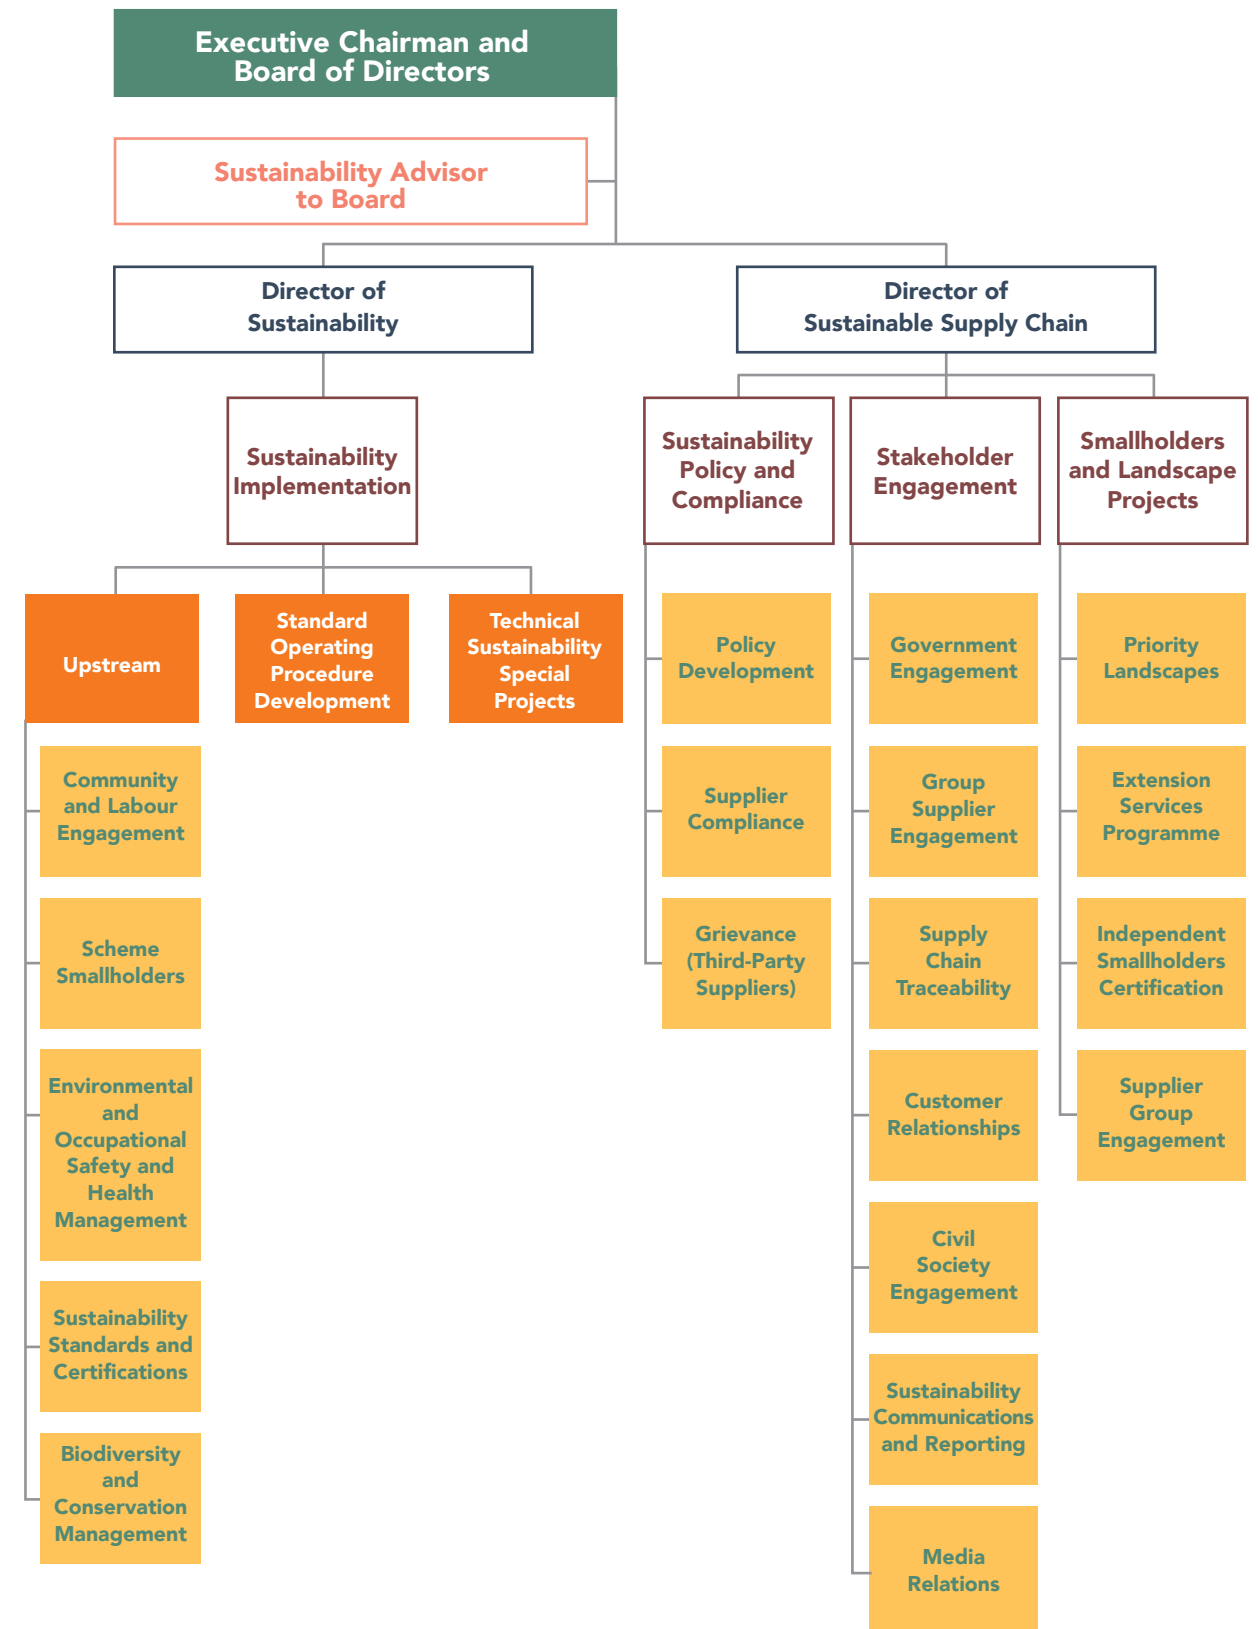 Executive Chairman and
Board of Directors
Sustainability Advisor
to Board
Director of
Sustainability
Director of
Sustainable Supply Chain
Sustainability
Implementation
Sustainability
Policy and
Compliance
Stakeholder
Engagement
Smallholders
and Landscape
Projects
Upstream
Standard
Operating
Procedure
Development
Technical
Sustainability
Special
Projects
Community
and Labour
Engagement
Scheme
Smallholders
Environmental
and
Occupational
Safety and
Health
Management
Sustainability
Standards and
Certifications
Biodiversity
and
Conservation
Management
Policy
Development
Supplier
Compliance
Grievance
(Third-Party
Suppliers)
Government
Engagement
Group
Supplier
Engagement
Supply
Chain
Traceability
Customer
Relationships
Civil
Society
Engagement
Sustainability
Communications
and Reporting
Media
Relations
Priority
Landscapes
Extension
Services
Programme
Independent
Smallholders
Certification
Supplier
Group
Engagement